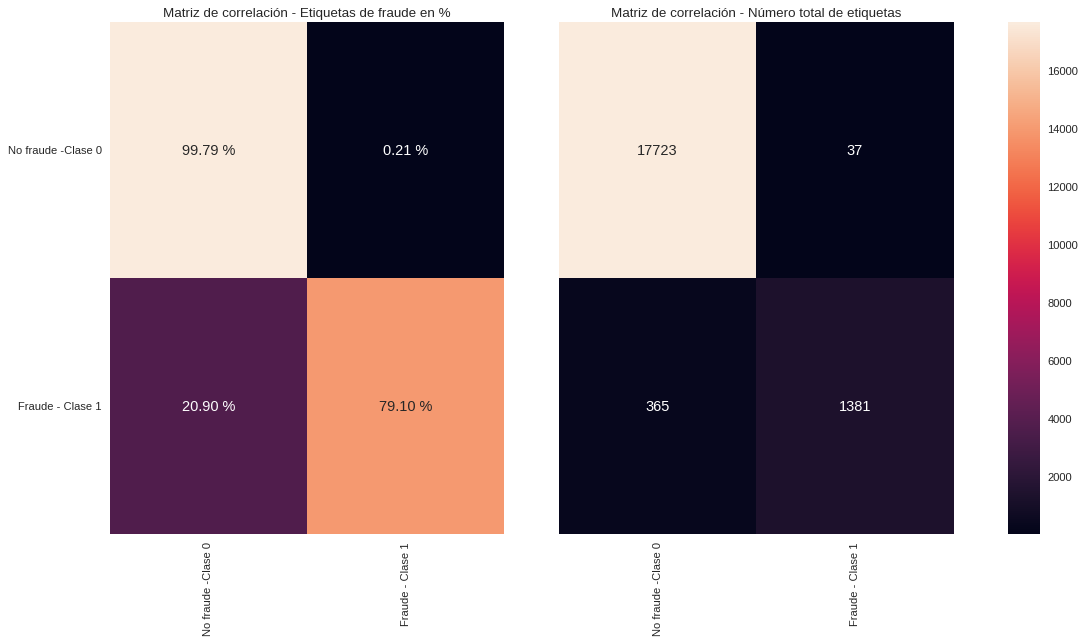 Matriz de correlación - Etiquetas de fraude en %
Matriz de correlación - Número total de etiquetas
No fraude -Clase 0
Fraude - Clase 1
99.79 %
0.21 %
20.90 %
79.10 %
17723
37
365
1381
No fraude -Clase 0
Fraude - Clase 1
No fraude -Clase 0
Fraude - Clase 1
16000
14000
12000
10000
8000
6000
4000
2000